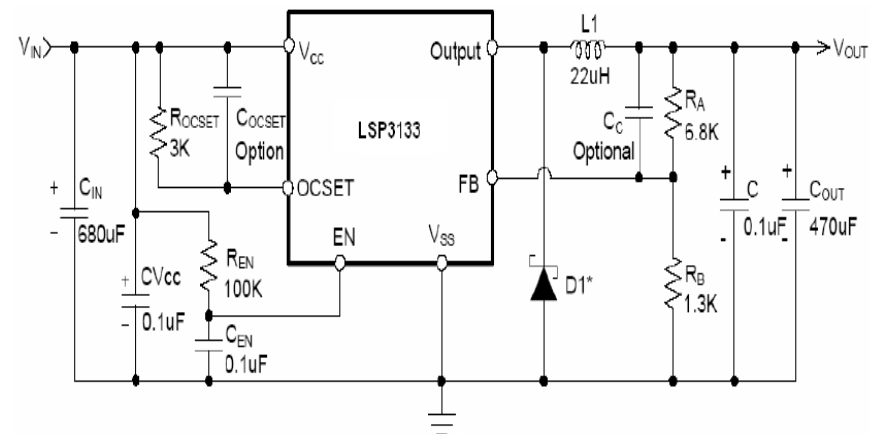 L1
VIN
VCC
Output
VOUT
22uH
ROCSET
3K
COCSET
Option
LSP3133
CC
Optional
RA
6.8K
+
CIN
-
680uF
OCSET
FB
+
C
-
0.1uF
+
COUT
-
470uF
EN
VSS
REN
100K
+
CVcc
-
0.1uF
CEN
0.1uF
D1*
RB
1.3K